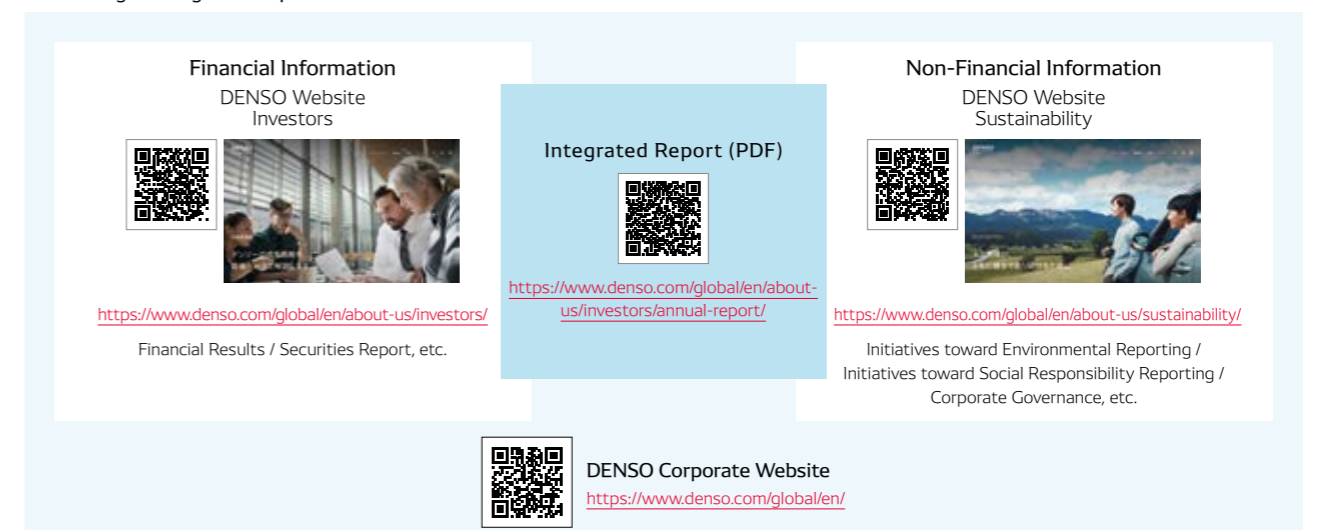 Financial Information
DENSO Website
Investors
https://www.denso.com/global/en/about-us/investors/
Financial Results / Securities Report, etc.
Integrated Report (PDF)
https://www.denso.com/global/en/about-
us/investors/annual-report/
Non-Financial Information
DENSO Website
Sustainability
https://www.denso.com/global/en/about-us/sustainability/
Initiatives toward Environmental Reporting /
Initiatives toward Social Responsibility Reporting /
Corporate Governance, etc.
DENSO Corporate Website
https://www.denso.com/global/en/